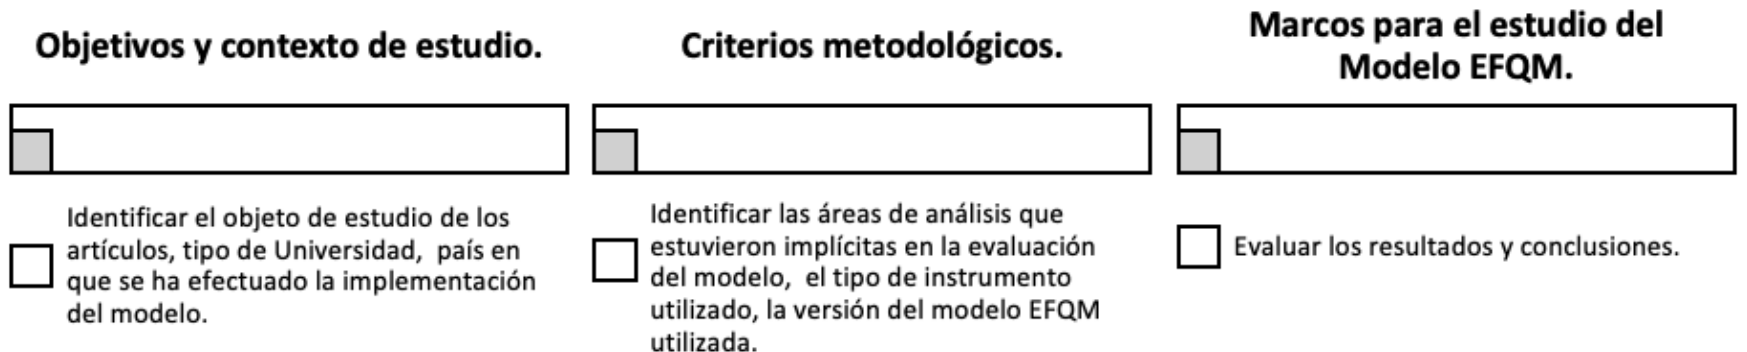 Objetivos y contexto de estudio.
Identificar el objeto de estudio de los
artículos, tipo de Universidad,  país en
que se ha efectuado la implementación
del modelo.
Criterios metodológicos.
Identificar las áreas de análisis que
estuvieron implícitas en la evaluación
del modelo,  el tipo de instrumento
utilizado, la versión del modelo EFQM
utilizada.
Marcos para el estudio del
Modelo EFQM.
Evaluar los resultados y conclusiones.